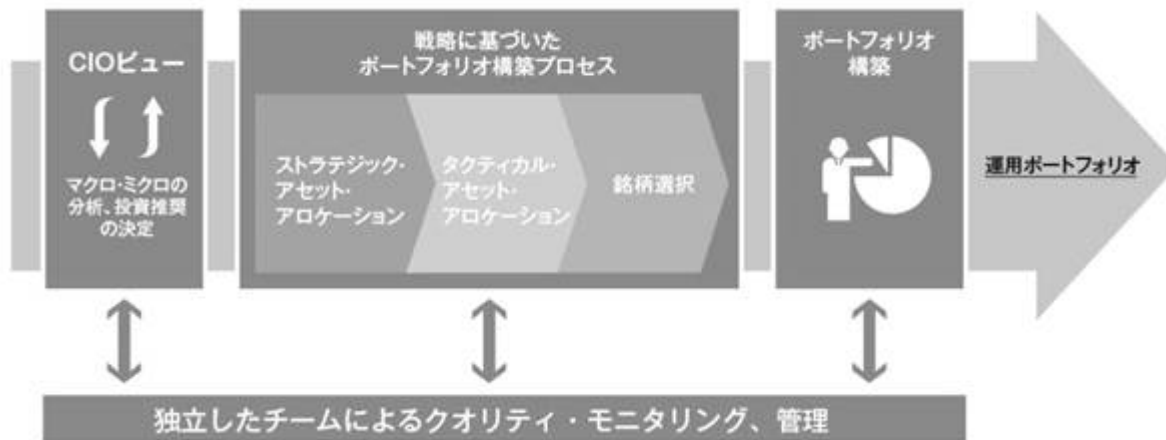 CIOビュー
マクロ・ミクロの
分析、投資推奨
の決定
戦略に基づいた
ポートフォリオ構築プロセス
ストラテジック・
アセット・
アロケーション
タクティカル・
アセット・
アロケーション
銘柄選択
ポートフォリオ
構築
運用ポートフォリオ
独立したチームによるクオリティ・モニタリング、管理